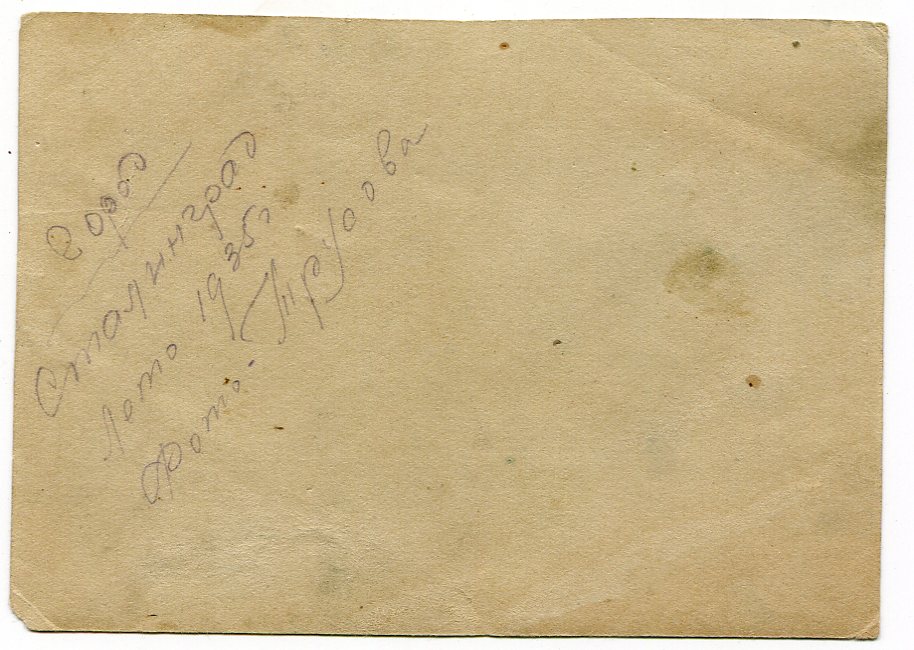 Город
Сталинград
Лето 1935г
Фото-